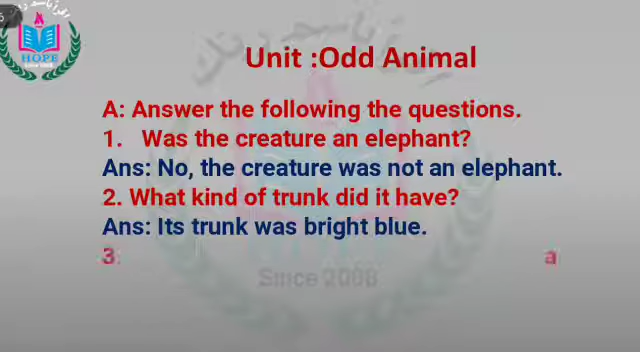 HOPE
Since 2008
Unit :Odd Animal
A: Answer the following the questions.
1. Was the creature an elephant?
Ans: No, the creature was not an elephant.
2. What kind of trunk did it have?
Ans: Its trunk was bright blue.
3: a
Since 2008